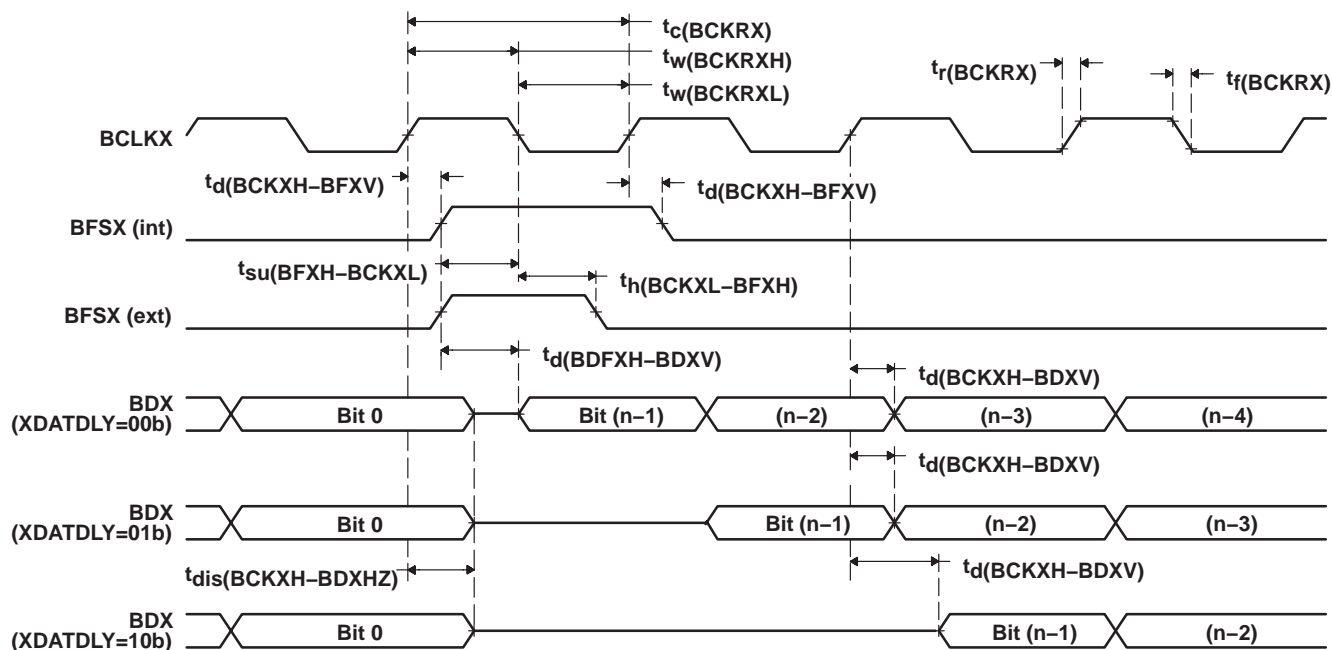 tc(BCKRX)
tw(BCKRXH)
tr(BCKRX)
tf(BCKRX)
tw(BCKRXL)
BCLKX
td(BCKXH–BFXV)
td(BCKXH–BFXV)
BFSX (int)
tsu(BFXH–BCKXL)
th(BCKXL–BFXH)
BFSX (ext)
td(BDFXH–BDXV)
td(BCKXH–BDXV)
BDX
(XDATDLY=00b)
Bit 0
Bit (n–1)
(n–2)
(n–3)
(n–4)
td(BCKXH–BDXV)
BDX
(XDATDLY=01b)
Bit 0
Bit (n–1)
(n–2)
(n–3)
tdis(BCKXH–BDXHZ)
td(BCKXH–BDXV)
BDX
(XDATDLY=10b)
Bit 0
Bit (n–1)
(n–2)